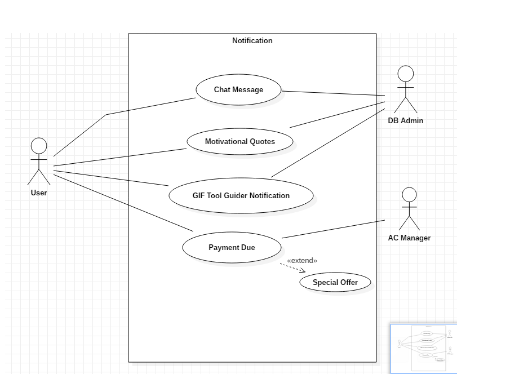 Notification
Chat Message
DB Admin
Motivational Quotes
User
GIF Tool Guider Notification
AC Manager
Payment Due
«extend»
Special Offer